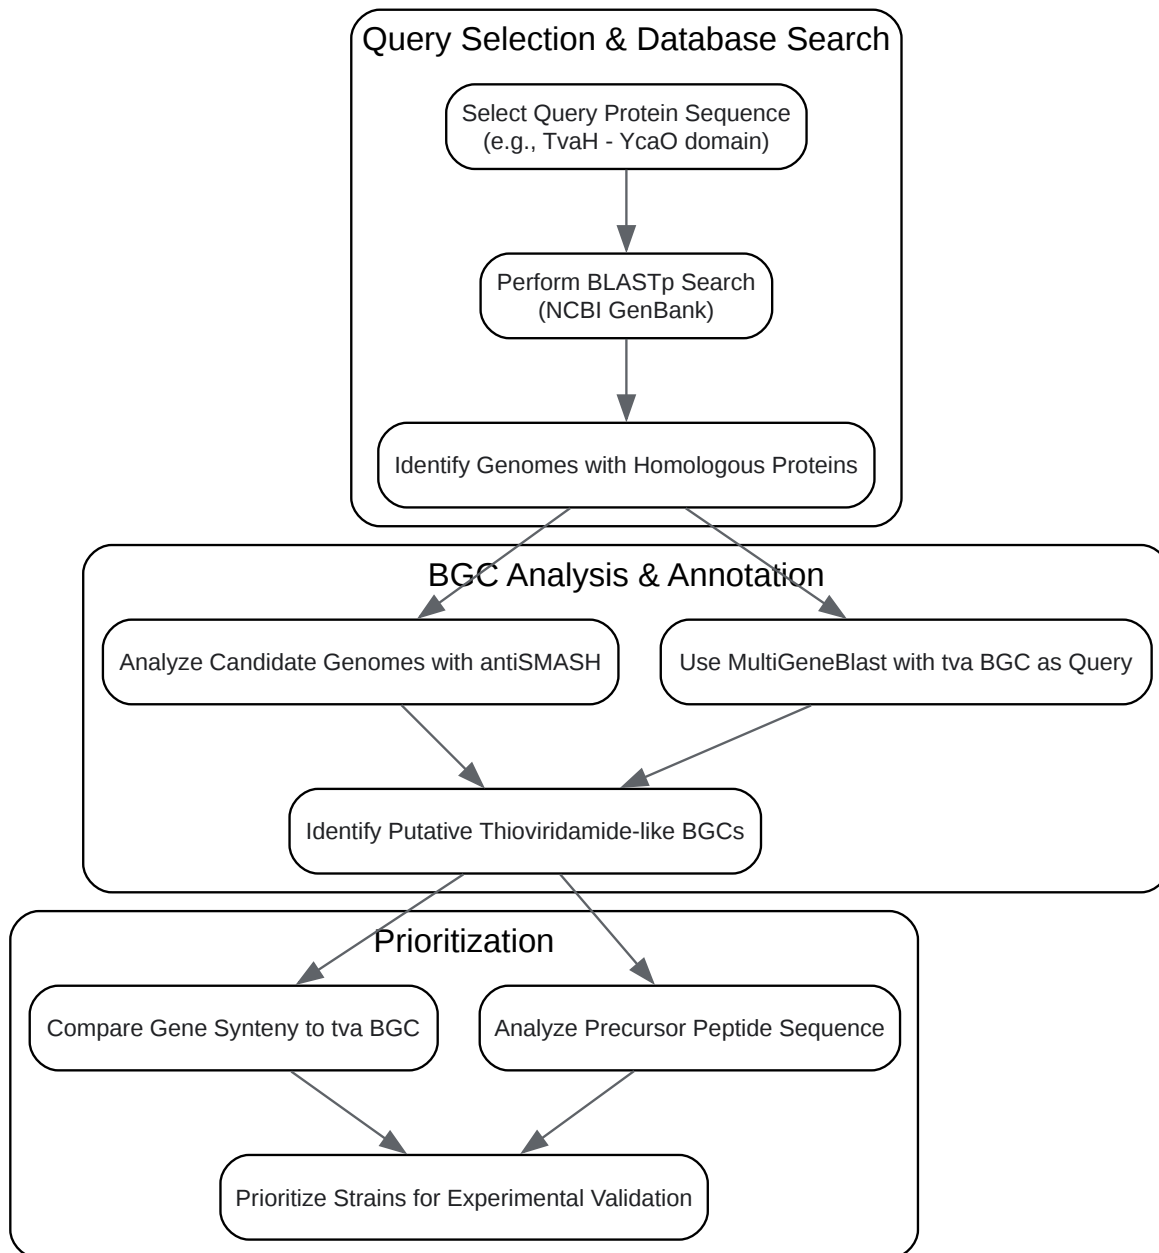 Query Selection & Database Search
Select Query Protein Sequence
(e.g., TvaH - YcaO domain)
Perform BLASTp Search
(NCBI GenBank)
Identify Genomes with Homologous Proteins
BGC Analysis & Annotation
Analyze Candidate Genomes with antiSMASH
Use MultiGeneBlast with tva BGC as Query
Identify Putative Thioviridamide-like BGCs
Prioritization
Compare Gene Synteny to tva BGC
Analyze Precursor Peptide Sequence
Prioritize Strains for Experimental Validation